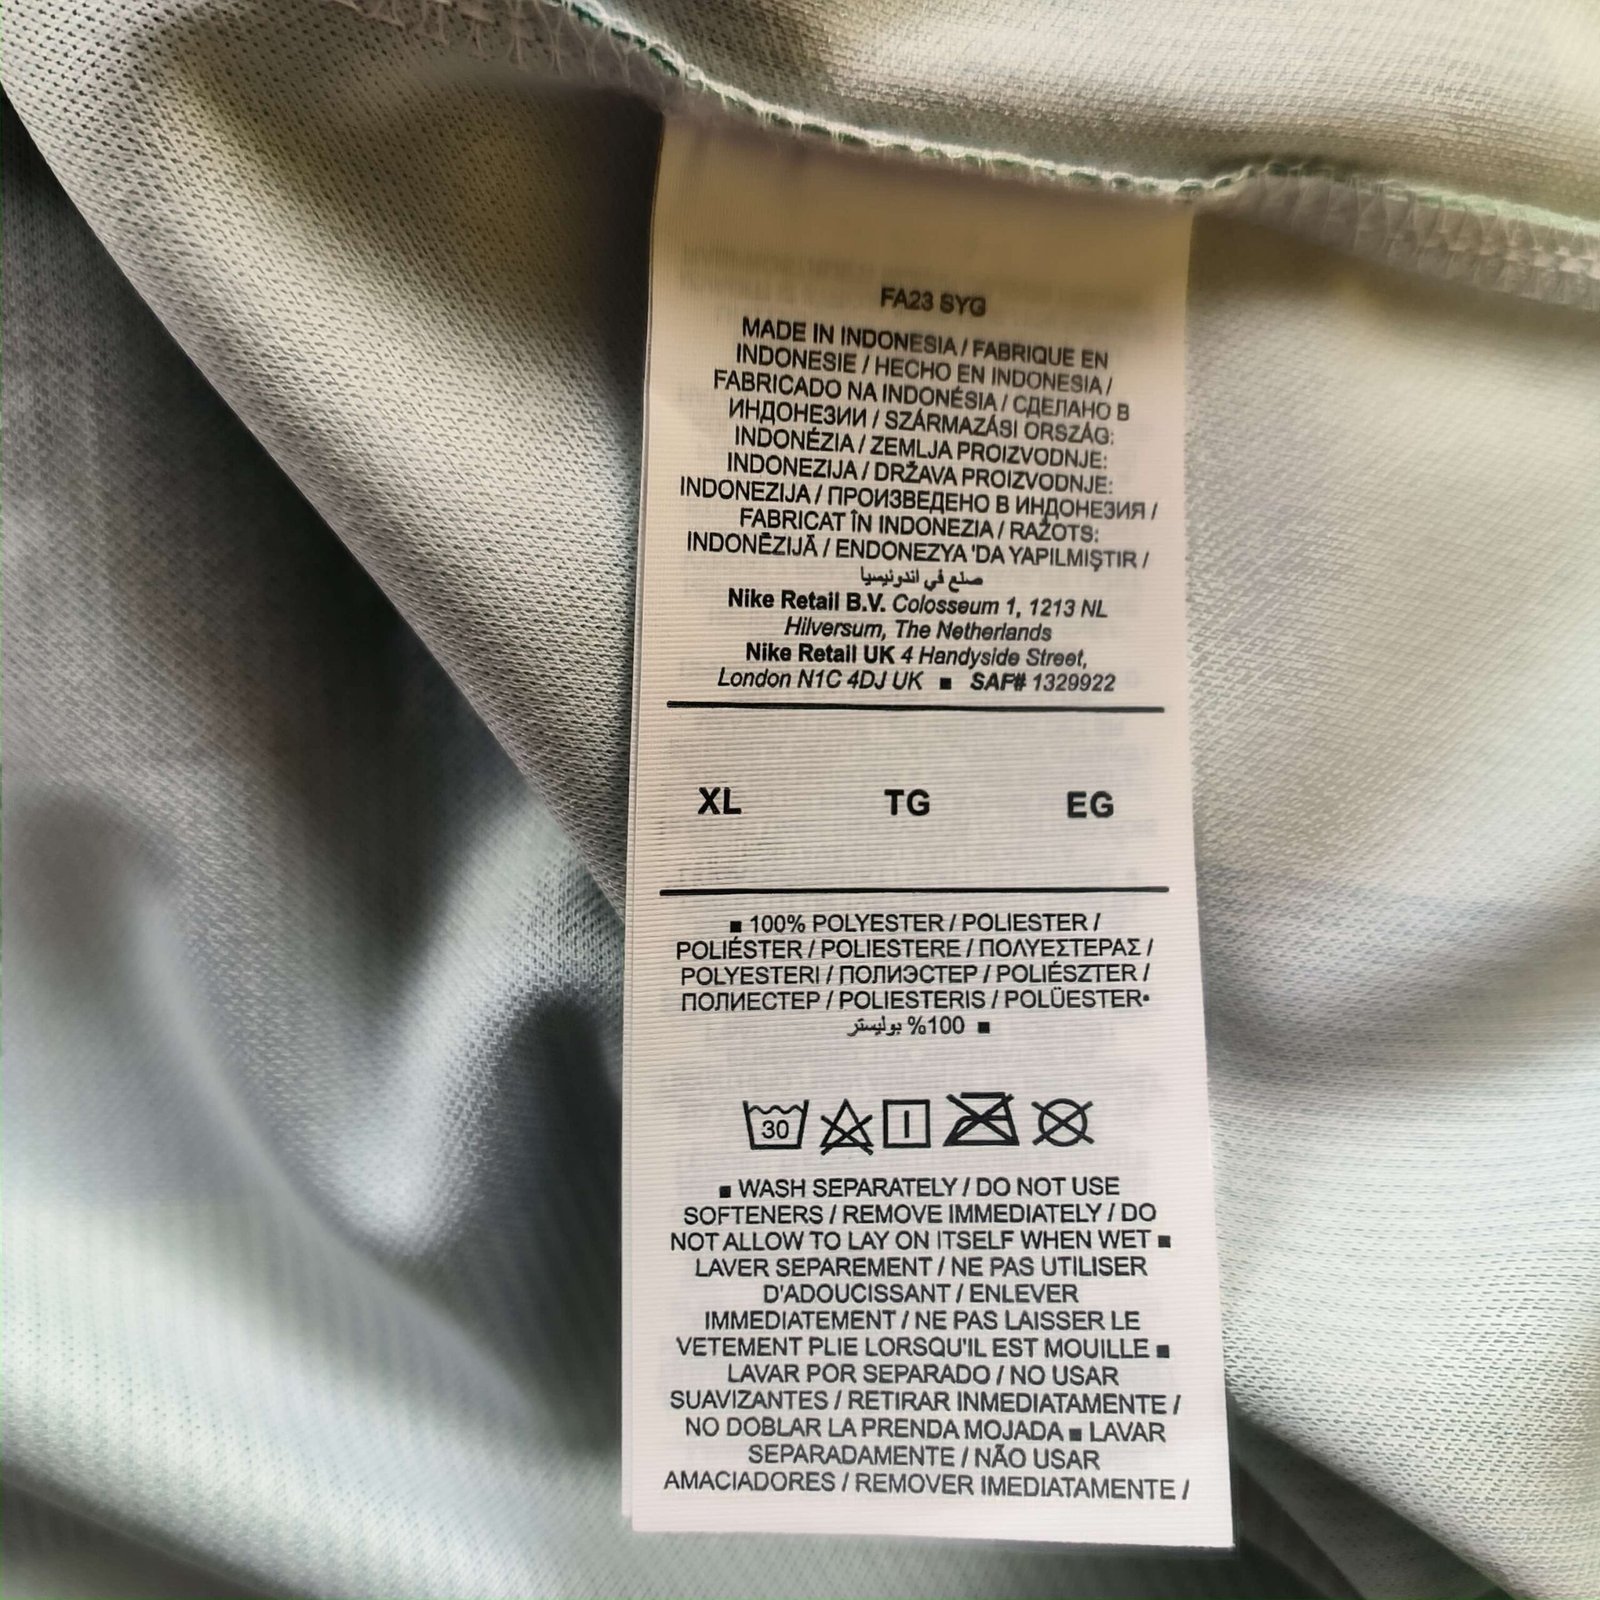 FA23 SYG
MADE IN INDONESIA / FABRIQUE EN
INDONESIE / HECHO EN INDONESIA /
FABRICADO NA INDONÉSIA / СДЕЛАНО В
ИНДОНЕЗИИ / SZÁRMAZÁSI ORSZÁG:
INDONÉZIA / ZEMLJA PROIZVODNJE:
INDONEZIJA / DRŽAVA PROIZVODNJE:
INDONEZIJA / ПРОИЗВЕДЕНО В ИНДОНЕЗИЯ /
FABRICAT ÎN INDONEZIA / RAŽOTS:
INDONĒZIJĀ / ENDONEZYA 'DA YAPILMIŞTIR /
صنع في اندونيسيا
Nike Retail B.V. Colosseum 1, 1213 NL
Hilversum, The Netherlands
Nike Retail UK 4 Handyside Street,
London N1C 4DJ UK ■ SAF# 1329922
XL TG EG
■ 100% POLYESTER / POLIESTER /
POLIÉSTER / POLIESTERE / ΠΟΛΥΕΣΤΕΡΑΣ /
POLYESTERI / ПОЛИЭСТЕР / POLIÉSZTER /
ПОЛИЕСТЕР / POLIESTERIS / POLÜESTER•
■ 100% بوليستر
30
■ WASH SEPARATELY / DO NOT USE
SOFTENERS / REMOVE IMMEDIATELY / DO
NOT ALLOW TO LAY ON ITSELF WHEN WET ■
LAVER SEPAREMENT / NE PAS UTILISER
D'ADOUCISSANT / ENLEVER
IMMEDIATEMENT / NE PAS LAISSER LE
VETEMENT PLIE LORSQU'IL EST MOUILLE ■
LAVAR POR SEPARADO / NO USAR
SUAVIZANTES / RETIRAR INMEDIATAMENTE /
NO DOBLAR LA PRENDA MOJADA ■ LAVAR
SEPARADAMENTE / NÃO USAR
AMACIADORES / REMOVER IMEDIATAMENTE /